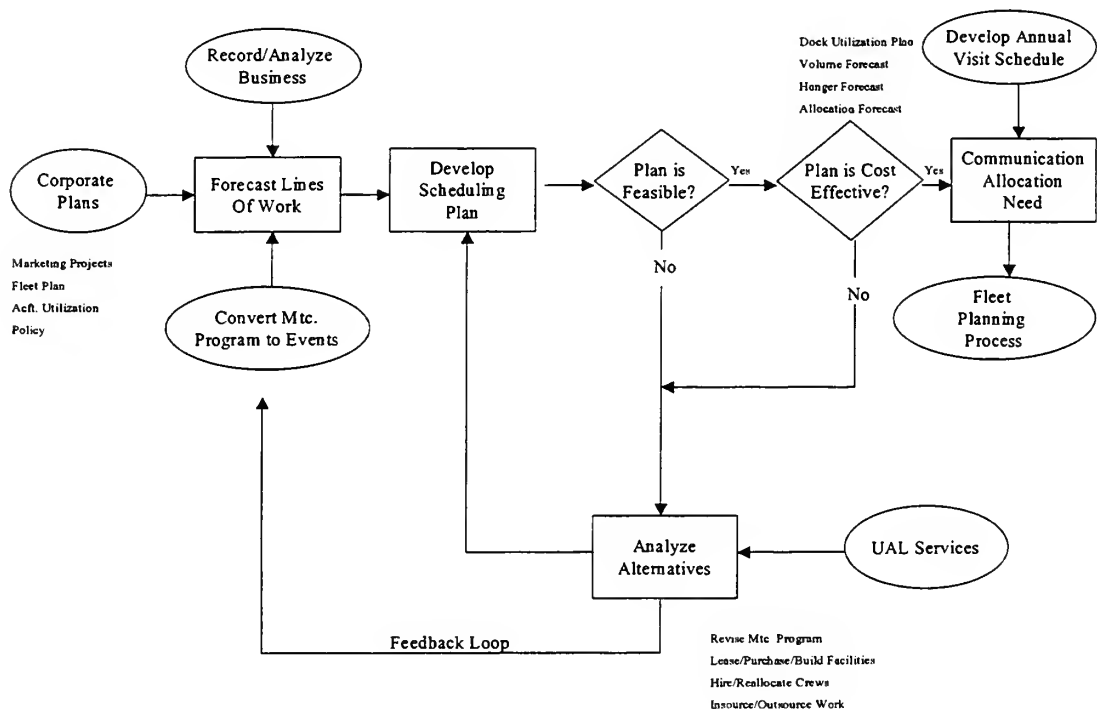 Record/Analyze
Business
Dock Utilization Plan
Volume Forecast
Hanger Forecast
Allocation Forecast
Develop Annual
Visit Schedule
Corporate
Plans
Forecast Lines
Of Work
Develop
Scheduling
Plan
Plan is
Feasible?
Yes
Plan is Cost
Effective?
Yes
Communication
Allocation
Need
Marketing Projects
Fleet Plan
Acft. Utilization
Policy
Convert Mtc.
Program to Events
No
No
Fleet
Planning
Process
Analyze
Alternatives
UAL Services
Feedback Loop
Revise Mtc Program
Lease/Purchase/Build Facilities
Hire/Reallocate Crews
Insource/Outsource Work